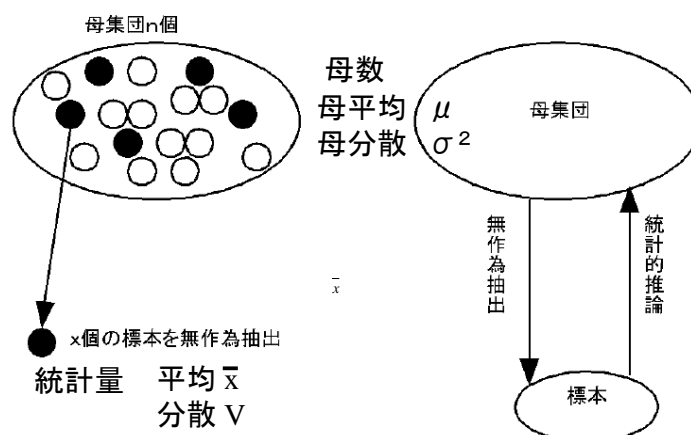 母集団n個
母数
母平均 μ
母分散 σ²
母集団
無作為抽出
統計的推論
x̄
x個の標本を無作為抽出
統計量 平均 x̄
分散 V
標本